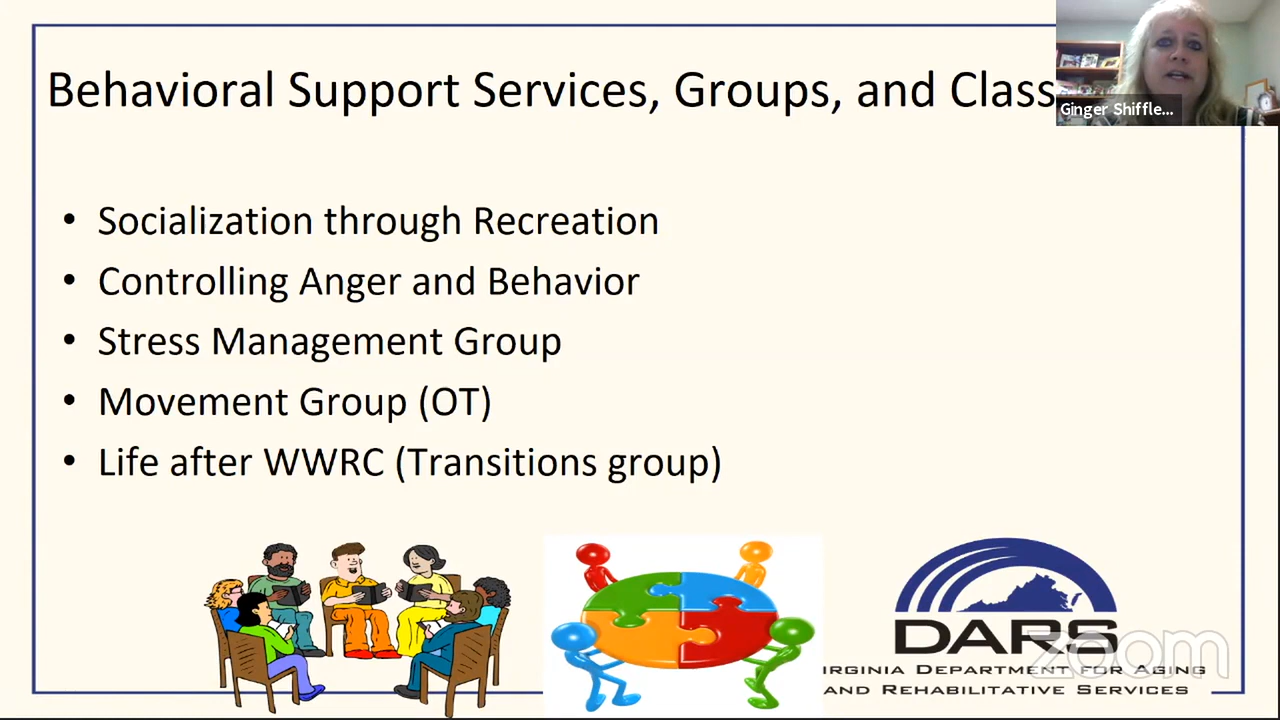 Behavioral Support Services, Groups, and Class
Ginger Shiffle...
• Socialization through Recreation
• Controlling Anger and Behavior
• Stress Management Group
• Movement Group (OT)
• Life after WWRC (Transitions group)
DARS
zoom
IRGINIA DEPARTMENT FOR AGING
AND REHABILITATIVE SERVICES